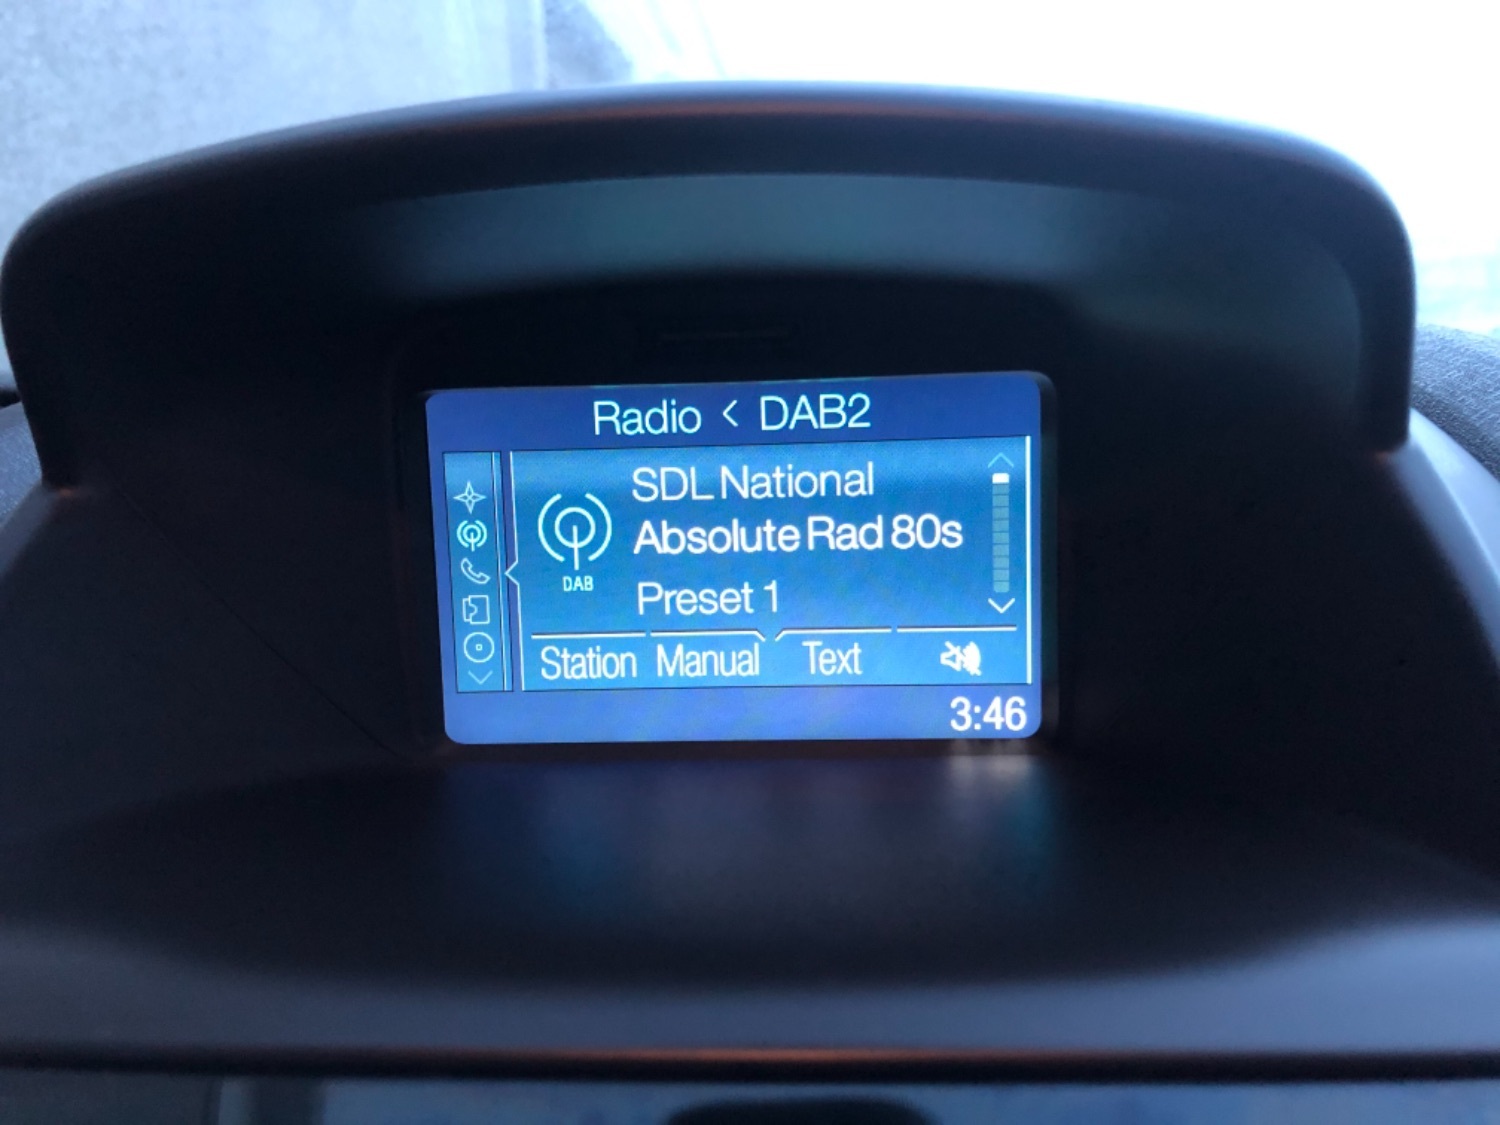 Radio < DAB2
SDL National
Absolute Rad 80s
DAB
Preset 1
Station Manual Text
3:46